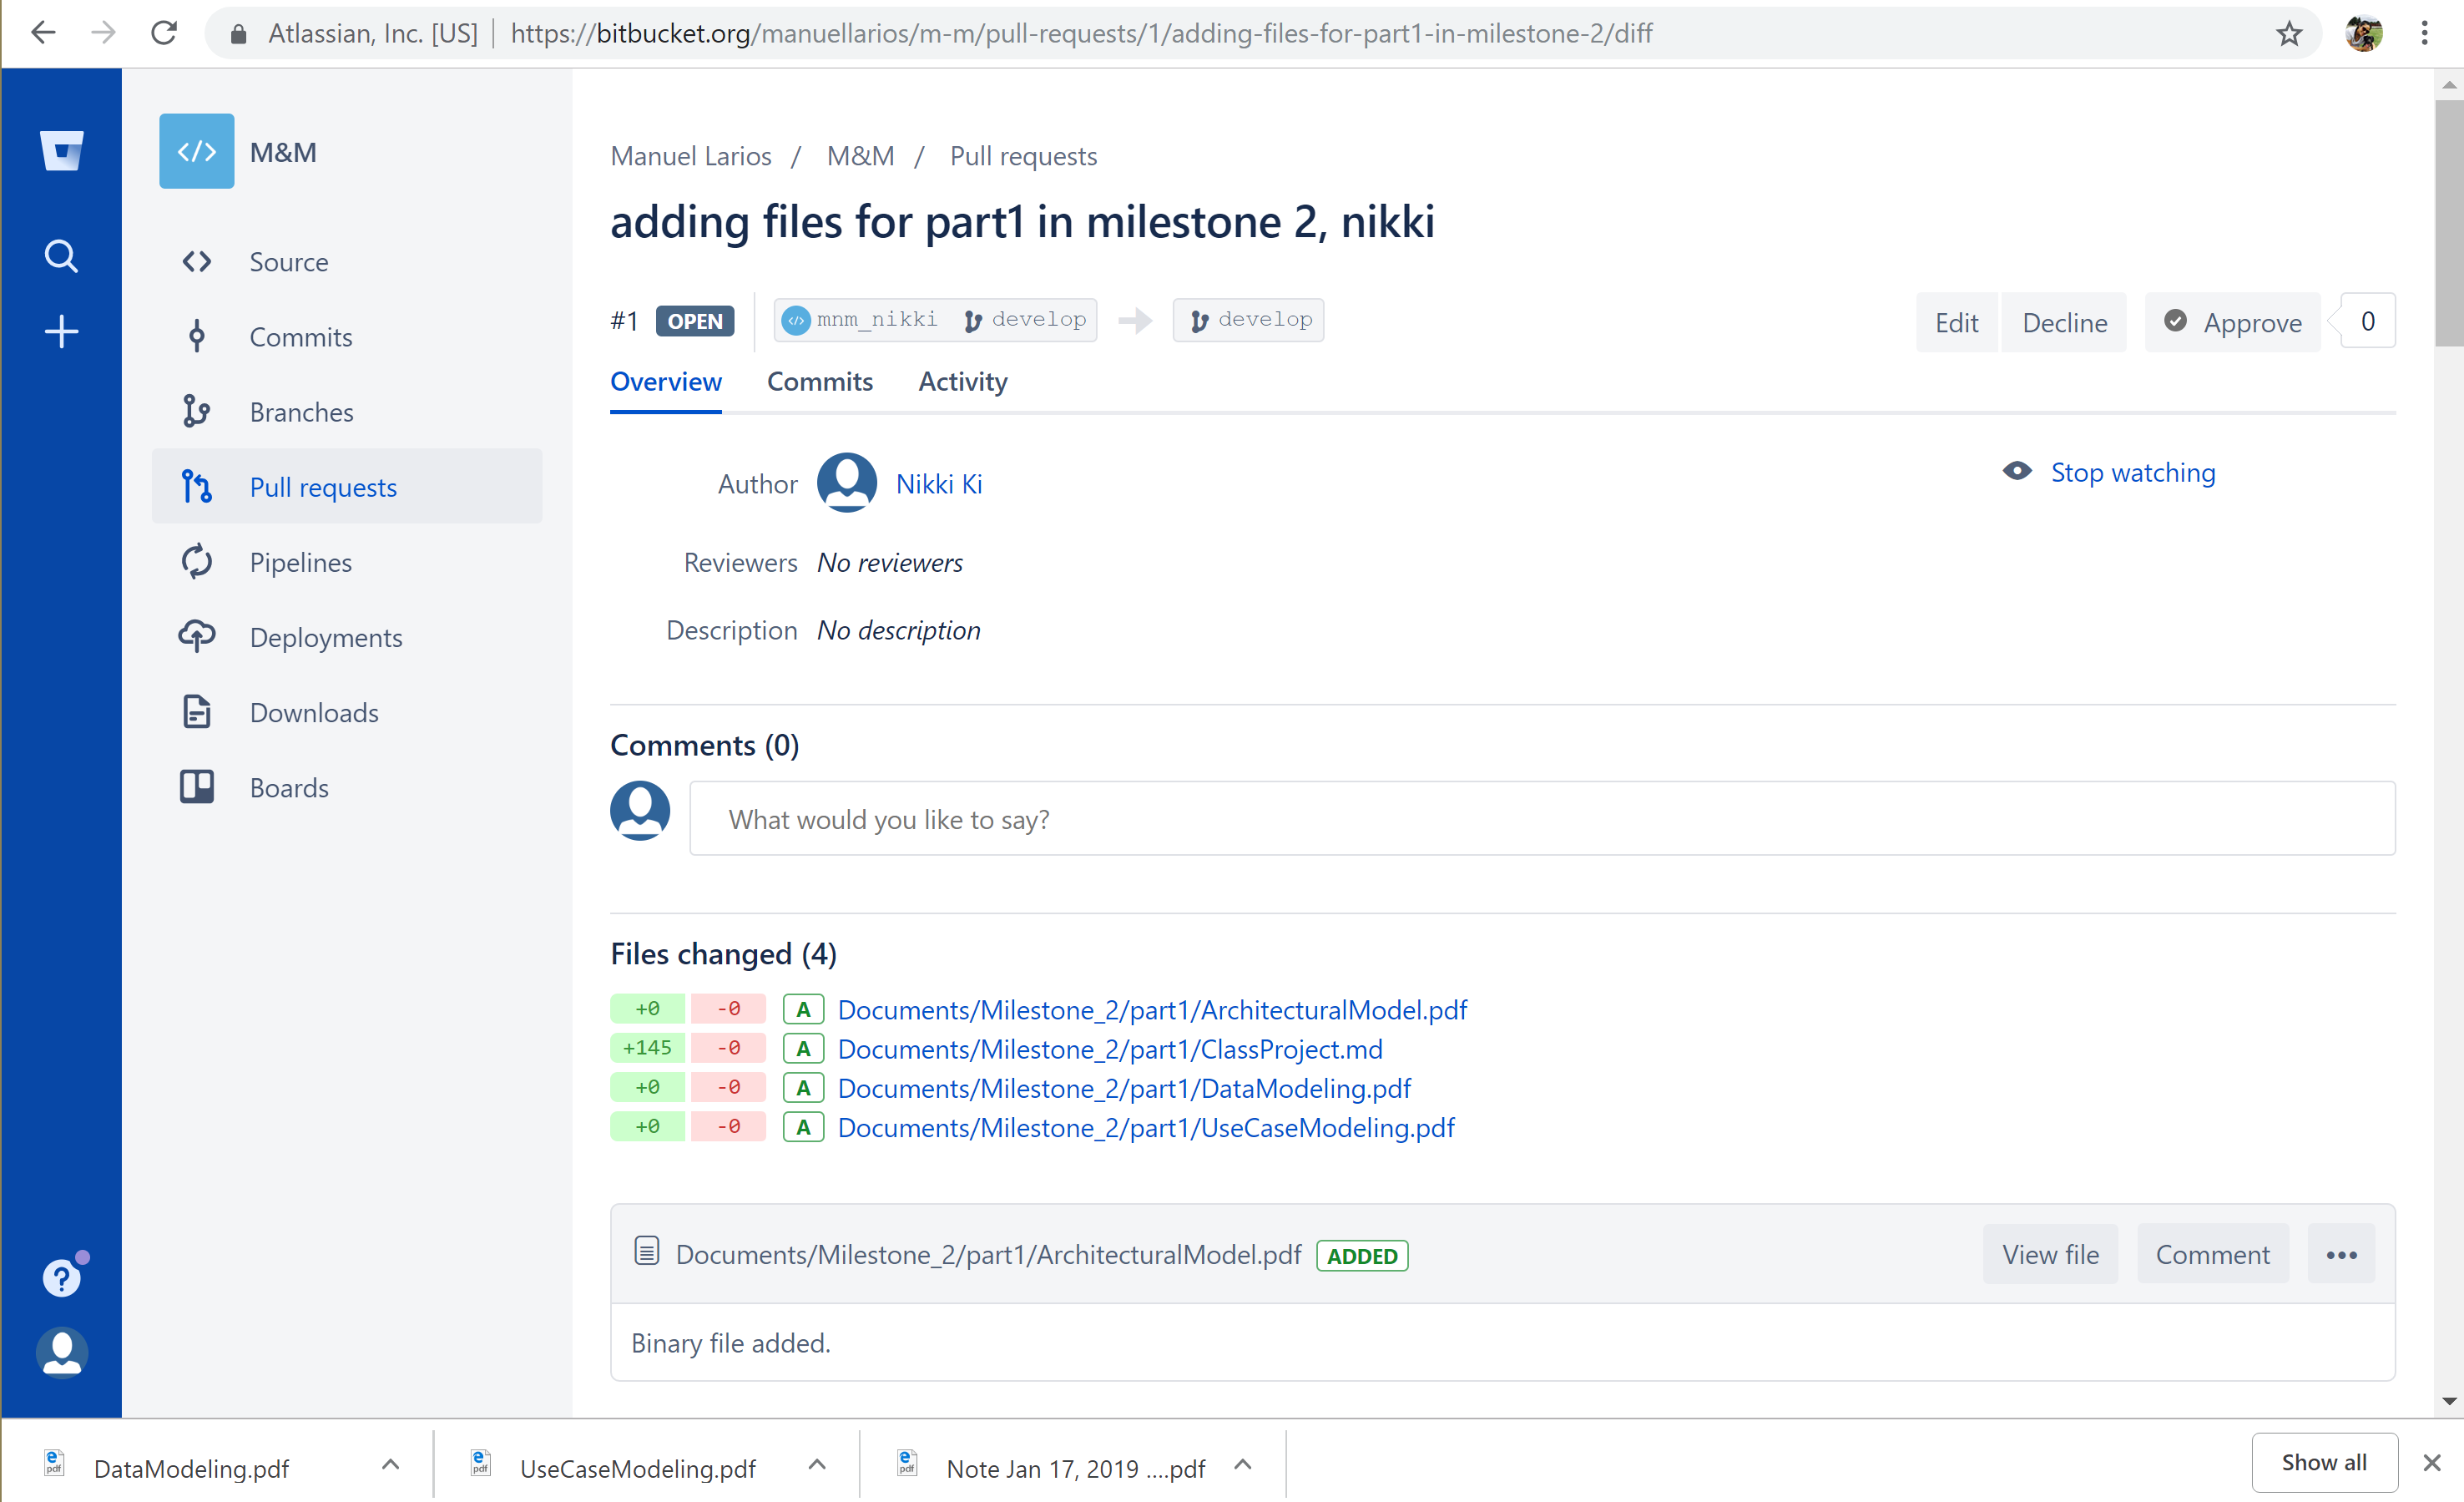 Atlassian, Inc. [US] https://bitbucket.org/manuellarios/m-m/pull-requests/1/adding-files-for-part1-in-milestone-2/diff
M&M
Source
Commits
Branches
Pull requests
Pipelines
Deployments
Downloads
Boards
Manuel Larios / M&M / Pull requests
adding files for part1 in milestone 2, nikki
#1 OPEN mnm_nikki develop develop
Edit Decline Approve 0
Overview Commits Activity
Author Nikki Ki
Stop watching
Reviewers No reviewers
Description No description
Comments (0)
What would you like to say?
Files changed (4)
+0 -0 A Documents/Milestone_2/part1/ArchitecturalModel.pdf
+145 -0 A Documents/Milestone_2/part1/ClassProject.md
+0 -0 A Documents/Milestone_2/part1/DataModeling.pdf
+0 -0 A Documents/Milestone_2/part1/UseCaseModeling.pdf
Documents/Milestone_2/part1/ArchitecturalModel.pdf ADDED
View file Comment •••
Binary file added.
pdf DataModeling.pdf
pdf UseCaseModeling.pdf
pdf Note Jan 17, 2019 ....pdf
Show all